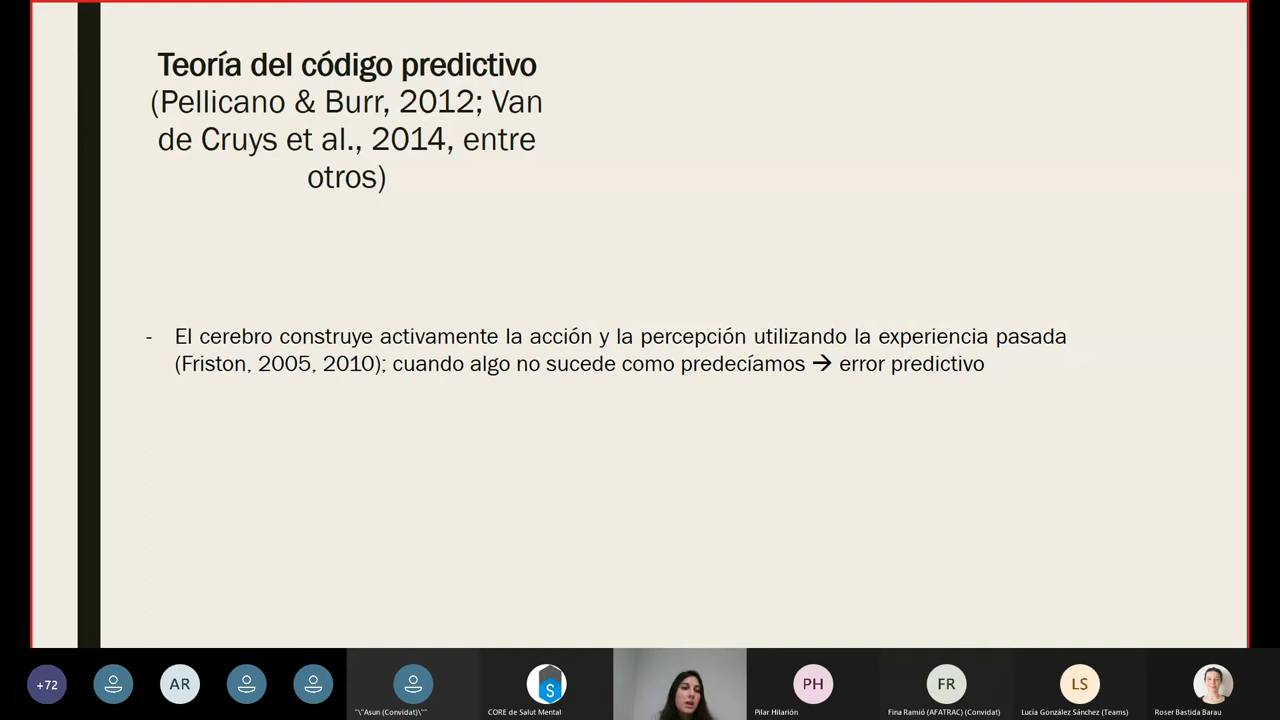 Teoría del código predictivo
(Pellicano & Burr, 2012; Van
de Cruys et al., 2014, entre
otros)
- El cerebro construye activamente la acción y la percepción utilizando la experiencia pasada
(Friston, 2005, 2010); cuando algo no sucede como predecíamos → error predictivo
+72
AR
S
PH
FR
LS
"\"Asun (Convidat)\""
CORE de Salut Mental
Pilar Hilarión
Fina Ramió (AFATRAC) (Convidat)
Lucía González Sánchez (Teams)
Roser Bastida Barau